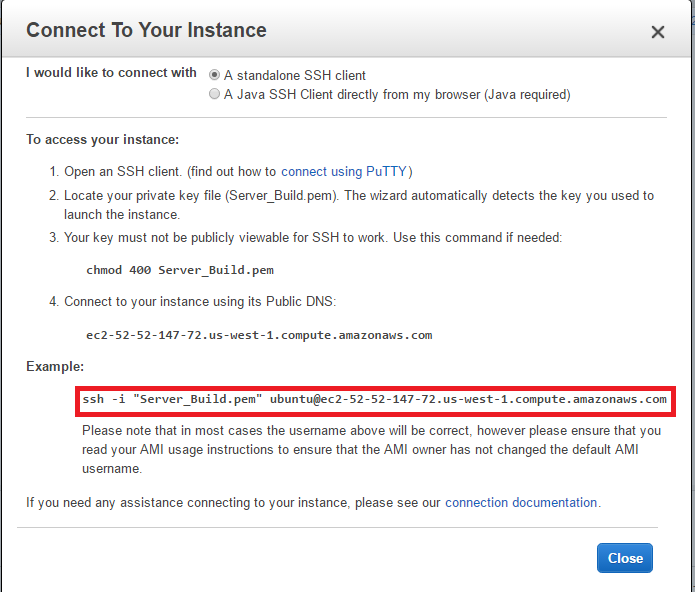 Connect To Your Instance
I would like to connect with
A standalone SSH client
A Java SSH Client directly from my browser (Java required)
To access your instance:
1. Open an SSH client. (find out how to connect using PuTTY)
2. Locate your private key file (Server_Build.pem). The wizard automatically detects the key you used to
launch the instance.
3. Your key must not be publicly viewable for SSH to work. Use this command if needed:
chmod 400 Server_Build.pem
4. Connect to your instance using its Public DNS:
ec2-52-52-147-72.us-west-1.compute.amazonaws.com
Example:
ssh -i "Server_Build.pem" ubuntu@ec2-52-52-147-72.us-west-1.compute.amazonaws.com
Please note that in most cases the username above will be correct, however please ensure that you
read your AMI usage instructions to ensure that the AMI owner has not changed the default AMI
username.
If you need any assistance connecting to your instance, please see our connection documentation.
Close